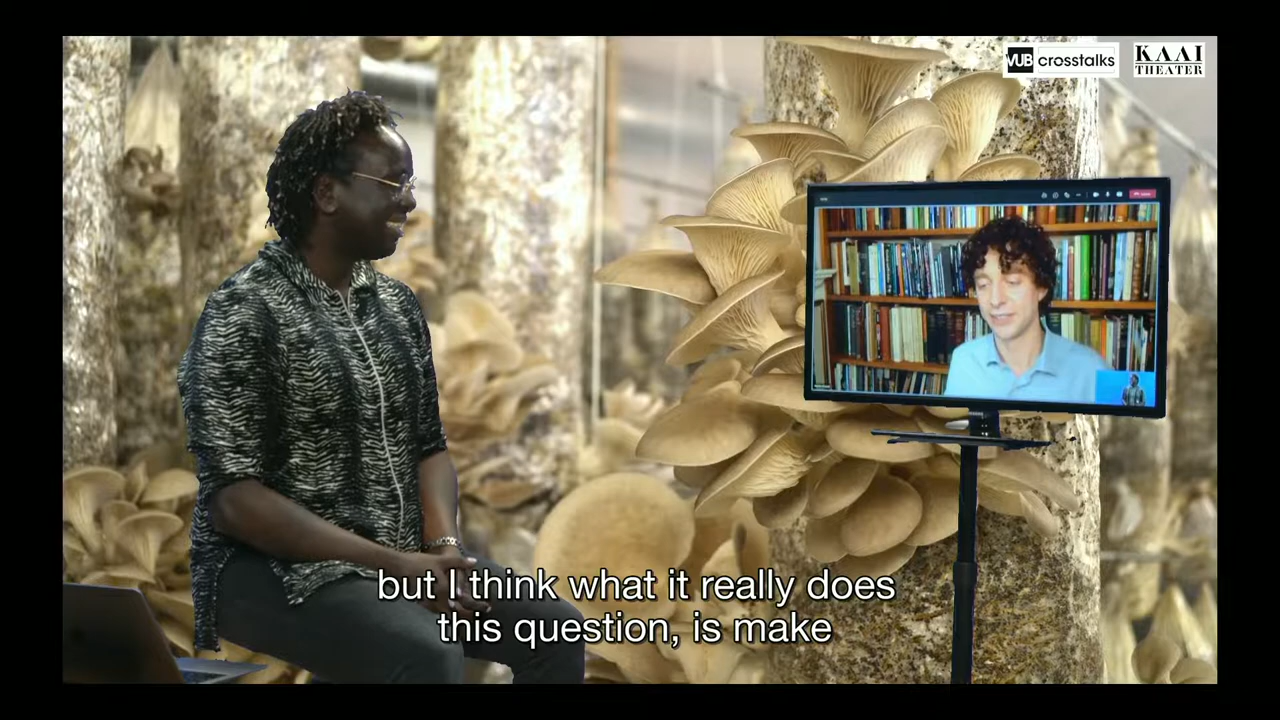 VUB crosstalks
KAAI
THEATER
but I think what it really does
this question, is make